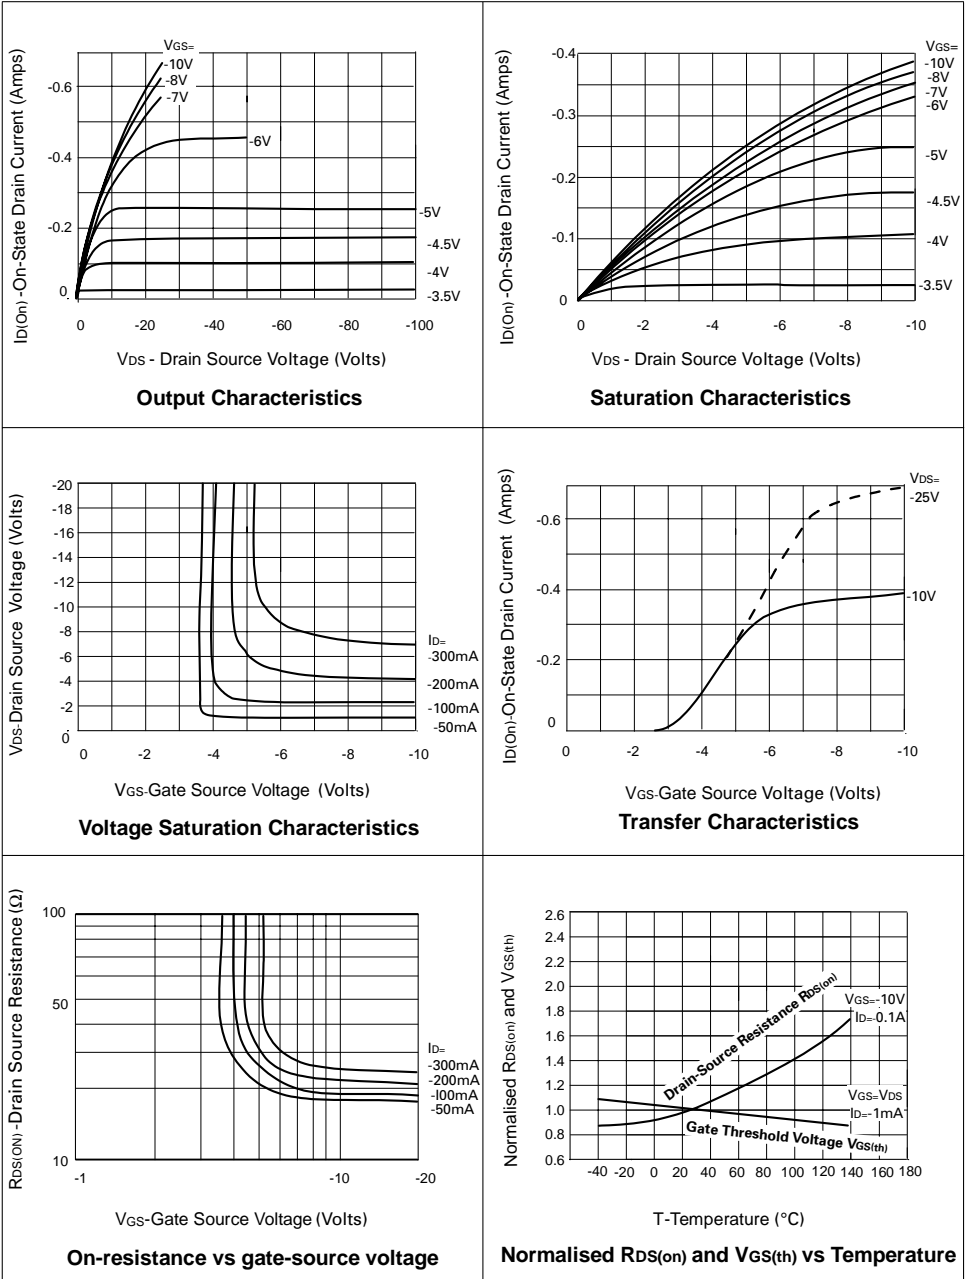 ID(On) -On-State Drain Current (Amps)
VGS=
-10V
-8V
-7V
-6V
-5V
-4.5V
-4V
-3.5V
-0.6
-0.4
-0.2
0
0 -20 -40 -60 -80 -100
VDS - Drain Source Voltage (Volts)
Output Characteristics
ID(On) -On-State Drain Current (Amps)
VGS=
-10V
-8V
-7V
-6V
-5V
-4.5V
-4V
-3.5V
-0.4
-0.3
-0.2
-0.1
0
0 -2 -4 -6 -8 -10
VDS - Drain Source Voltage (Volts)
Saturation Characteristics
VDS-Drain Source Voltage (Volts)
-20
-18
-16
-14
-12
-10
-8
-6
-4
-2
0
ID=
-300mA
-200mA
-100mA
-50mA
0 -2 -4 -6 -8 -10
VGS-Gate Source Voltage (Volts)
Voltage Saturation Characteristics
ID(On)-On-State Drain Current (Amps)
VDS=
-25V
-10V
-0.6
-0.4
-0.2
0
0 -2 -4 -6 -8 -10
VGS-Gate Source Voltage (Volts)
Transfer Characteristics
RDS(ON) -Drain Source Resistance (Ω)
100
50
10
ID=
-300mA
-200mA
-100mA
-50mA
-1 -10 -20
VGS-Gate Source Voltage (Volts)
On-resistance vs gate-source voltage
Normalised RDS(on) and VGS(th)
2.6
2.4
2.2
2.0
1.8
1.6
1.4
1.2
1.0
0.8
0.6
Drain-Source Resistance RDS(on)
VGS=-10V
ID=-0.1A
VGS=VDS
ID=-1mA
Gate Threshold Voltage VGS(th)
-40 -20 0 20 40 60 80 100 120 140 160 180
T-Temperature (°C)
Normalised RDS(on) and VGS(th) vs Temperature